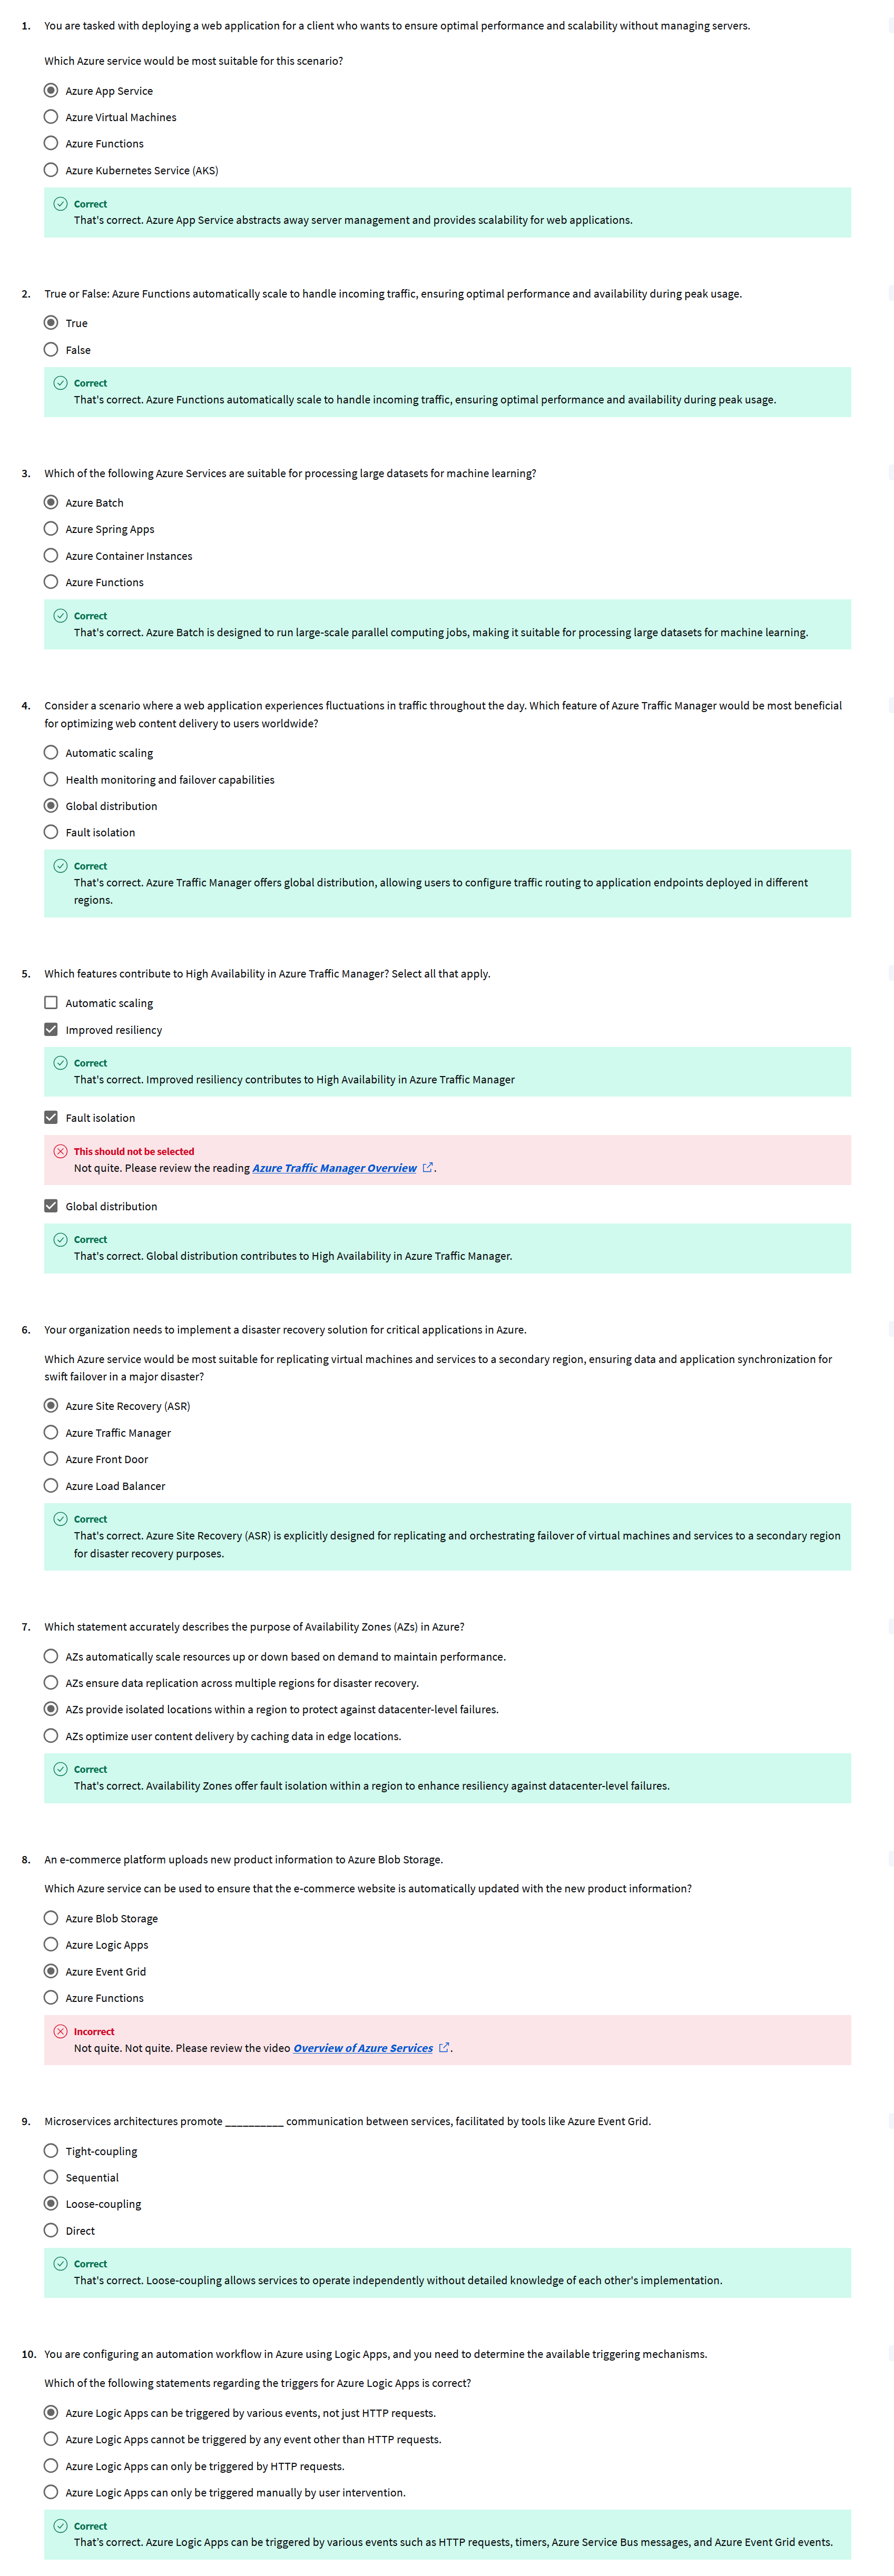 1. You are tasked with deploying a web application for a client who wants to ensure optimal performance and scalability without managing servers.
Which Azure service would be most suitable for this scenario?
Azure App Service
Azure Virtual Machines
Azure Functions
Azure Kubernetes Service (AKS)
Correct
That's correct. Azure App Service abstracts away server management and provides scalability for web applications.
2. True or False: Azure Functions automatically scale to handle incoming traffic, ensuring optimal performance and availability during peak usage.
True
False
Correct
That's correct. Azure Functions automatically scale to handle incoming traffic, ensuring optimal performance and availability during peak usage.
3. Which of the following Azure Services are suitable for processing large datasets for machine learning?
Azure Batch
Azure Spring Apps
Azure Container Instances
Azure Functions
Correct
That's correct. Azure Batch is designed to run large-scale parallel computing jobs, making it suitable for processing large datasets for machine learning.
4. Consider a scenario where a web application experiences fluctuations in traffic throughout the day. Which feature of Azure Traffic Manager would be most beneficial
for optimizing web content delivery to users worldwide?
Automatic scaling
Health monitoring and failover capabilities
Global distribution
Fault isolation
Correct
That's correct. Azure Traffic Manager offers global distribution, allowing users to configure traffic routing to application endpoints deployed in different
regions.
5. Which features contribute to High Availability in Azure Traffic Manager? Select all that apply.
Automatic scaling
Improved resiliency
Correct
That's correct. Improved resiliency contributes to High Availability in Azure Traffic Manager
Fault isolation
This should not be selected
Not quite. Please review the reading Azure Traffic Manager Overview .
Global distribution
Correct
That's correct. Global distribution contributes to High Availability in Azure Traffic Manager.
6. Your organization needs to implement a disaster recovery solution for critical applications in Azure.
Which Azure service would be most suitable for replicating virtual machines and services to a secondary region, ensuring data and application synchronization for
swift failover in a major disaster?
Azure Site Recovery (ASR)
Azure Traffic Manager
Azure Front Door
Azure Load Balancer
Correct
That's correct. Azure Site Recovery (ASR) is explicitly designed for replicating and orchestrating failover of virtual machines and services to a secondary region
for disaster recovery purposes.
7. Which statement accurately describes the purpose of Availability Zones (AZs) in Azure?
AZs automatically scale resources up or down based on demand to maintain performance.
AZs ensure data replication across multiple regions for disaster recovery.
AZs provide isolated locations within a region to protect against datacenter-level failures.
AZs optimize user content delivery by caching data in edge locations.
Correct
That's correct. Availability Zones offer fault isolation within a region to enhance resiliency against datacenter-level failures.
8. An e-commerce platform uploads new product information to Azure Blob Storage.
Which Azure service can be used to ensure that the e-commerce website is automatically updated with the new product information?
Azure Blob Storage
Azure Logic Apps
Azure Event Grid
Azure Functions
Incorrect
Not quite. Not quite. Please review the video Overview of Azure Services .
9. Microservices architectures promote __________ communication between services, facilitated by tools like Azure Event Grid.
Tight-coupling
Sequential
Loose-coupling
Direct
Correct
That's correct. Loose-coupling allows services to operate independently without detailed knowledge of each other's implementation.
10. You are configuring an automation workflow in Azure using Logic Apps, and you need to determine the available triggering mechanisms.
Which of the following statements regarding the triggers for Azure Logic Apps is correct?
Azure Logic Apps can be triggered by various events, not just HTTP requests.
Azure Logic Apps cannot be triggered by any event other than HTTP requests.
Azure Logic Apps can only be triggered by HTTP requests.
Azure Logic Apps can only be triggered manually by user intervention.
Correct
That's correct. Azure Logic Apps can be triggered by various events such as HTTP requests, timers, Azure Service Bus messages, and Azure Event Grid events.